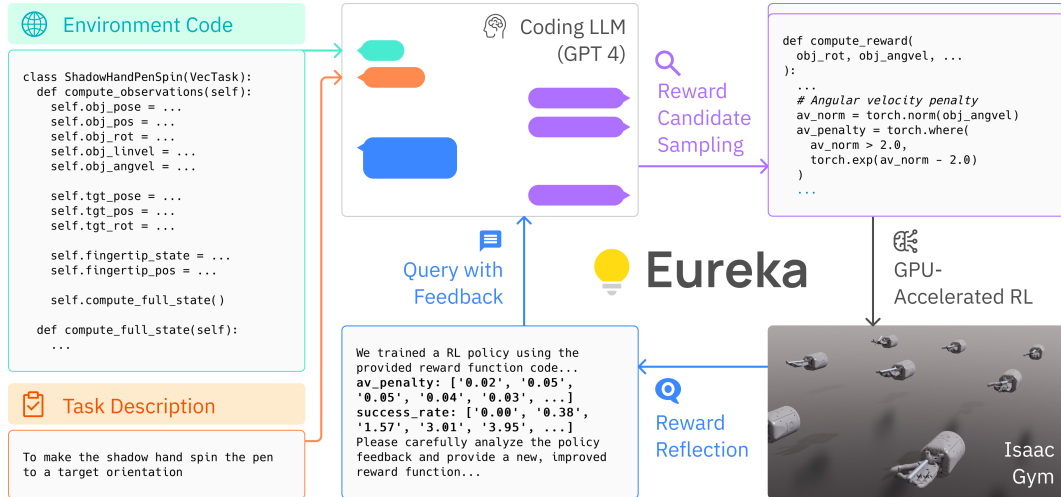 Environment Code
class ShadowHandPenSpin(VecTask):
def compute_observations(self):
self.obj_pose = ...
self.obj_pos = ...
self.obj_rot = ...
self.obj_linvel = ...
self.obj_angvel = ...
self.tgt_pose = ...
self.tgt_pos = ...
self.tgt_rot = ...
self.fingertip_state = ...
self.fingertip_pos = ...
self.compute_full_state()
def compute_full_state(self):
...
Task Description
To make the shadow hand spin the pen
to a target orientation
Coding LLM
(GPT 4)
Reward
Candidate
Sampling
def compute_reward(
obj_rot, obj_angvel, ...
):
...
# Angular velocity penalty
av_norm = torch.norm(obj_angvel)
av_penalty = torch.where(
av_norm > 2.0,
torch.exp(av_norm - 2.0)
)
...
Query with
Feedback
Eureka
GPU-
Accelerated RL
We trained a RL policy using the
provided reward function code...
av_penalty: ['0.02', '0.05',
'0.05', '0.04', '0.03', ...]
success_rate: ['0.00', '0.38',
'1.57', '3.01', '3.95', ...]
Please carefully analyze the policy
feedback and provide a new, improved
reward function...
Reward
Reflection
Isaac
Gym